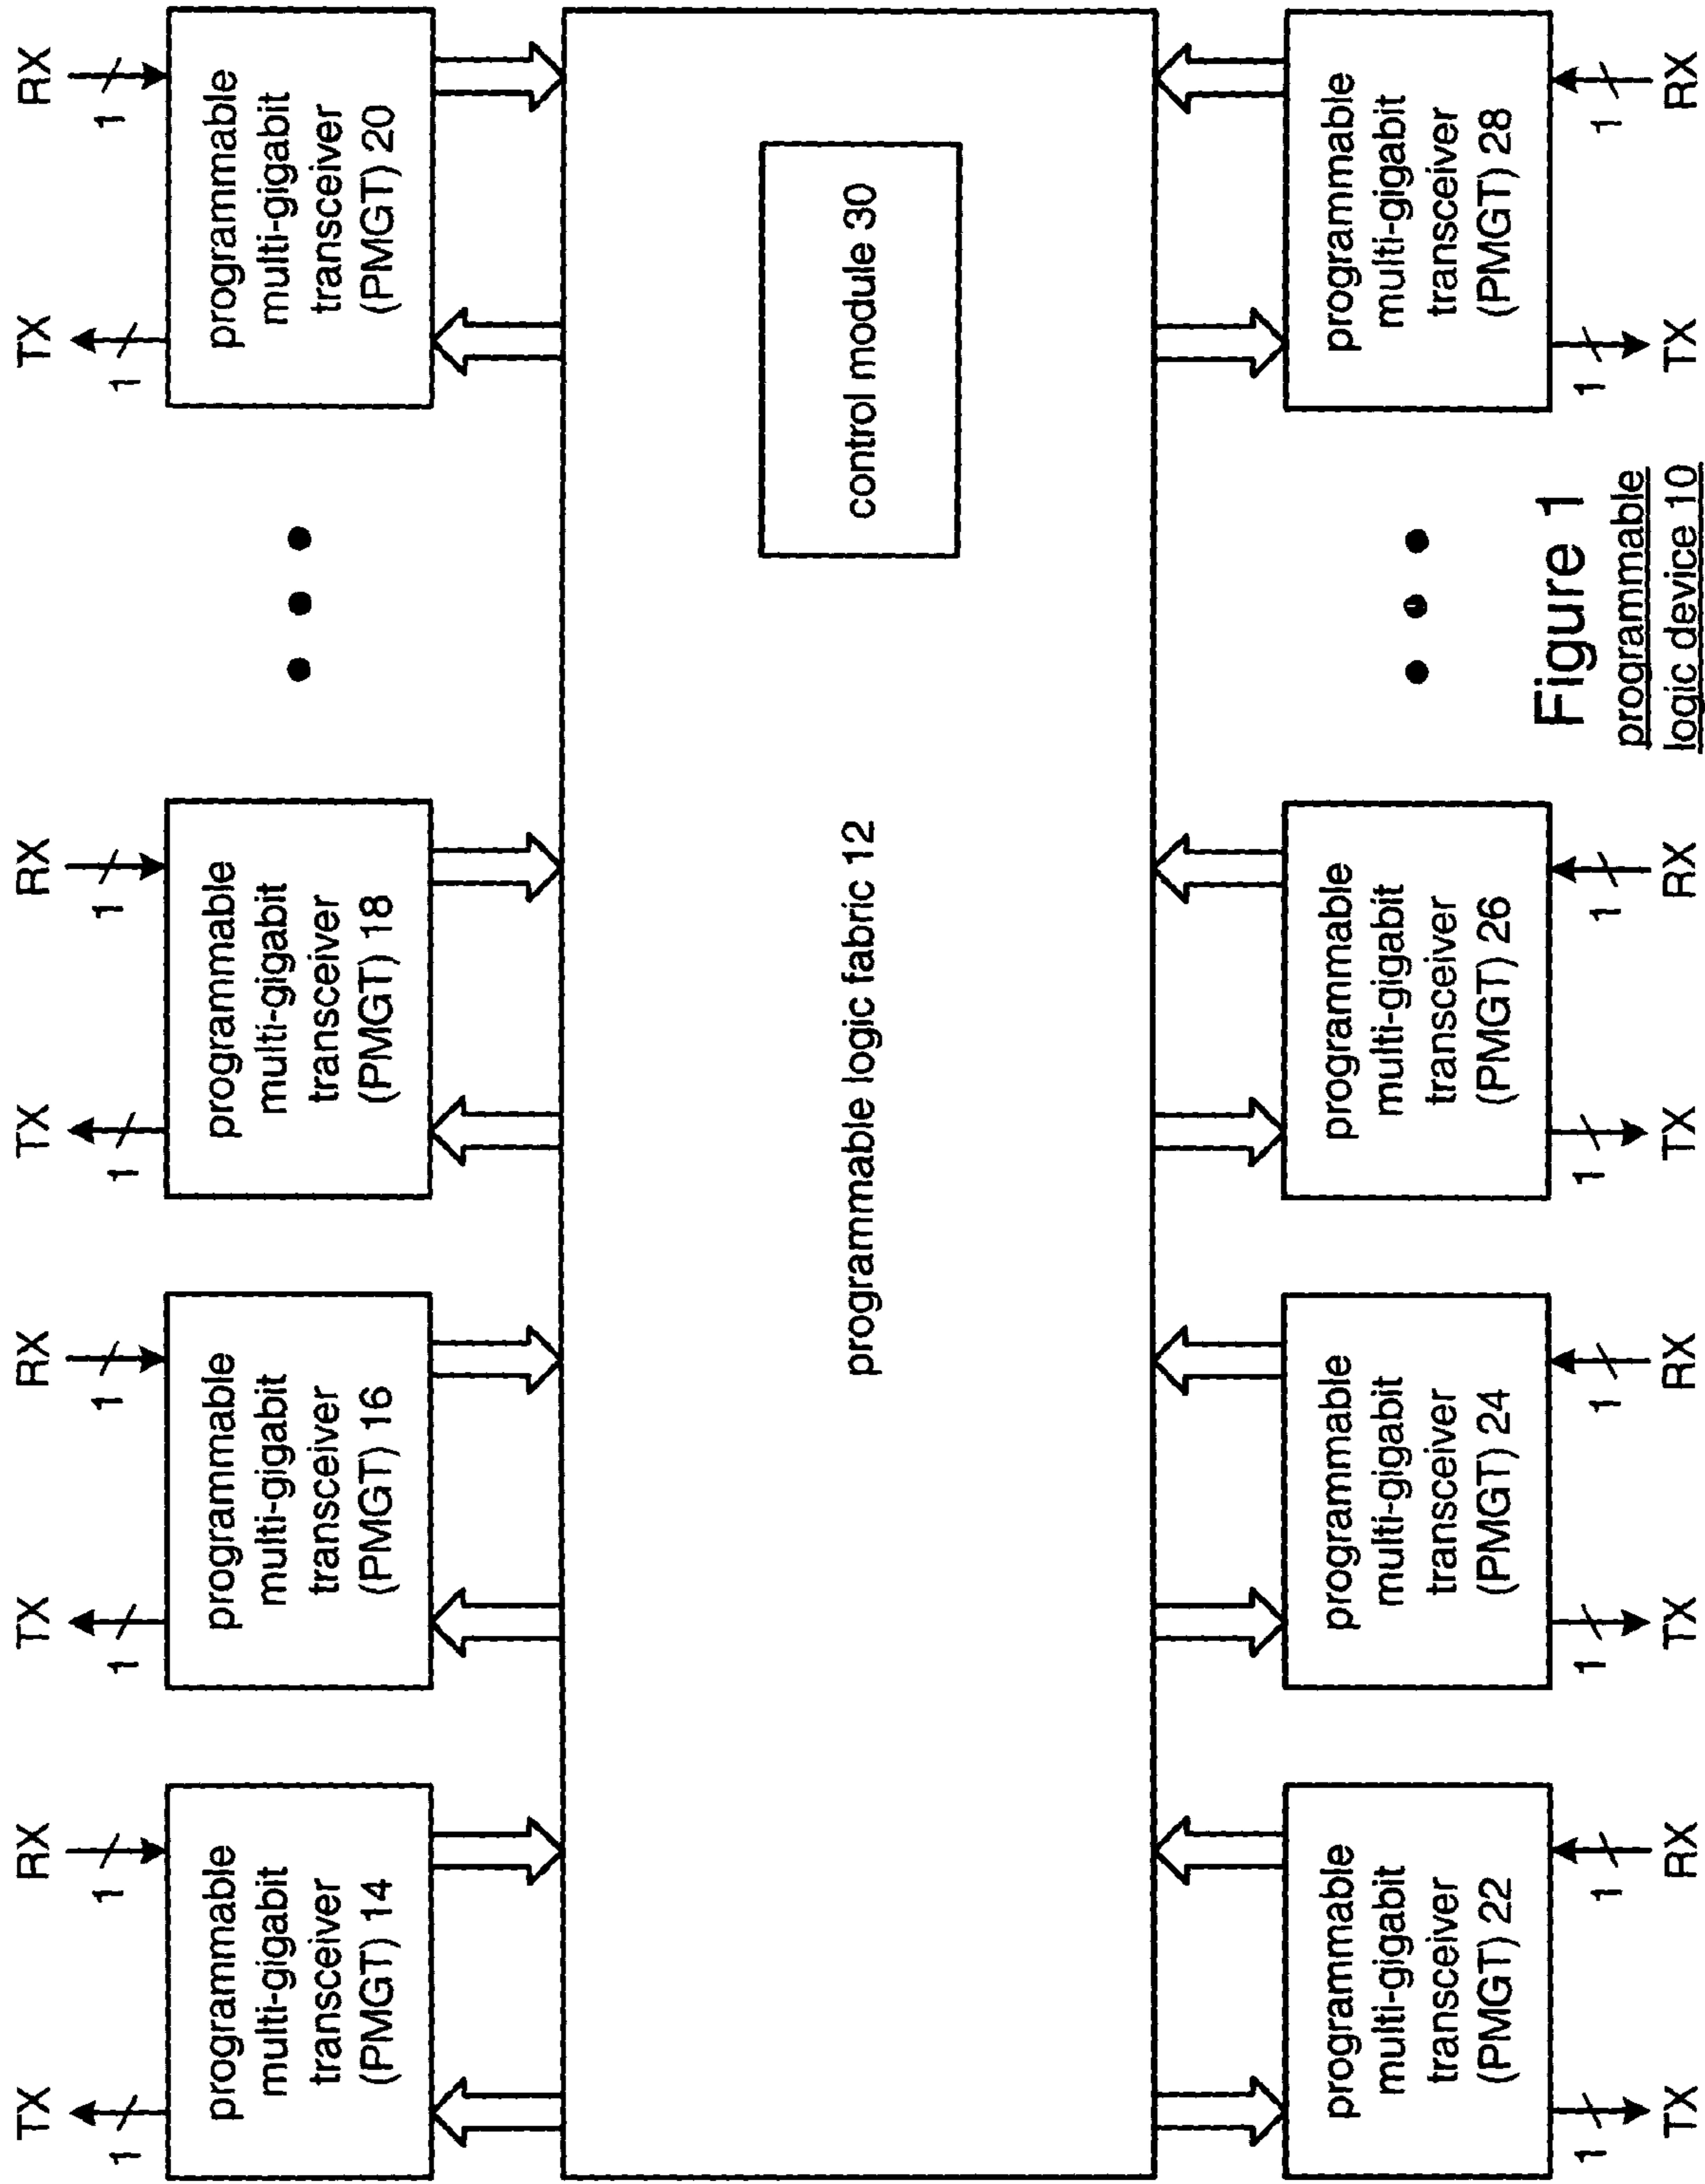 TX
RX
TX
RX
TX
RX
TX
RX
1
1
1
1
1
1
1
1
programmable
multi-gigabit
transceiver
(PMGT) 14
programmable
multi-gigabit
transceiver
(PMGT) 16
programmable
multi-gigabit
transceiver
(PMGT) 18
programmable
multi-gigabit
transceiver
(PMGT) 20
programmable logic fabric 12
control module 30
programmable
multi-gigabit
transceiver
(PMGT) 22
programmable
multi-gigabit
transceiver
(PMGT) 24
programmable
multi-gigabit
transceiver
(PMGT) 26
programmable
multi-gigabit
transceiver
(PMGT) 28
1
1
1
1
1
1
1
1
TX
RX
TX
RX
TX
RX
TX
RX
Figure 1
programmable
logic device 10